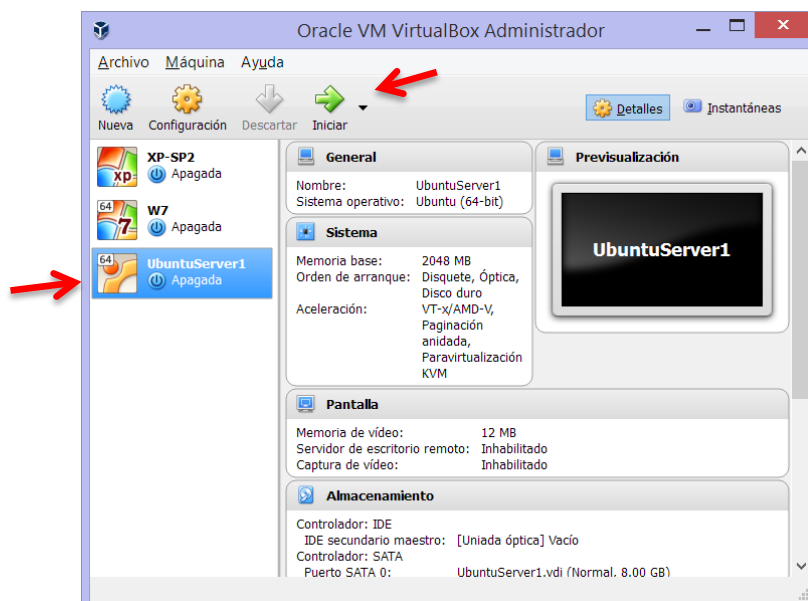 Oracle VM VirtualBox Administrador
Archivo Máquina Ayuda
Nueva Configuración Descartar Iniciar
Detalles Instantáneas
XP-SP2
xp
Apagada
64
W7
7
Apagada
64
UbuntuServer1
Apagada
General
Nombre: UbuntuServer1
Sistema operativo: Ubuntu (64-bit)
Sistema
Memoria base: 2048 MB
Orden de arranque: Disquete, Óptica,
Disco duro
Aceleración: VT-x/AMD-V,
Paginación
anidada,
Paravirtualización
KVM
Previsualización
UbuntuServer1
Pantalla
Memoria de vídeo: 12 MB
Servidor de escritorio remoto: Inhabilitado
Captura de vídeo: Inhabilitado
Almacenamiento
Controlador: IDE
IDE secundario maestro: [Uniada óptica] Vacío
Controlador: SATA
Puerto SATA 0: UbuntuServer1.vdi (Normal, 8,00 GB)